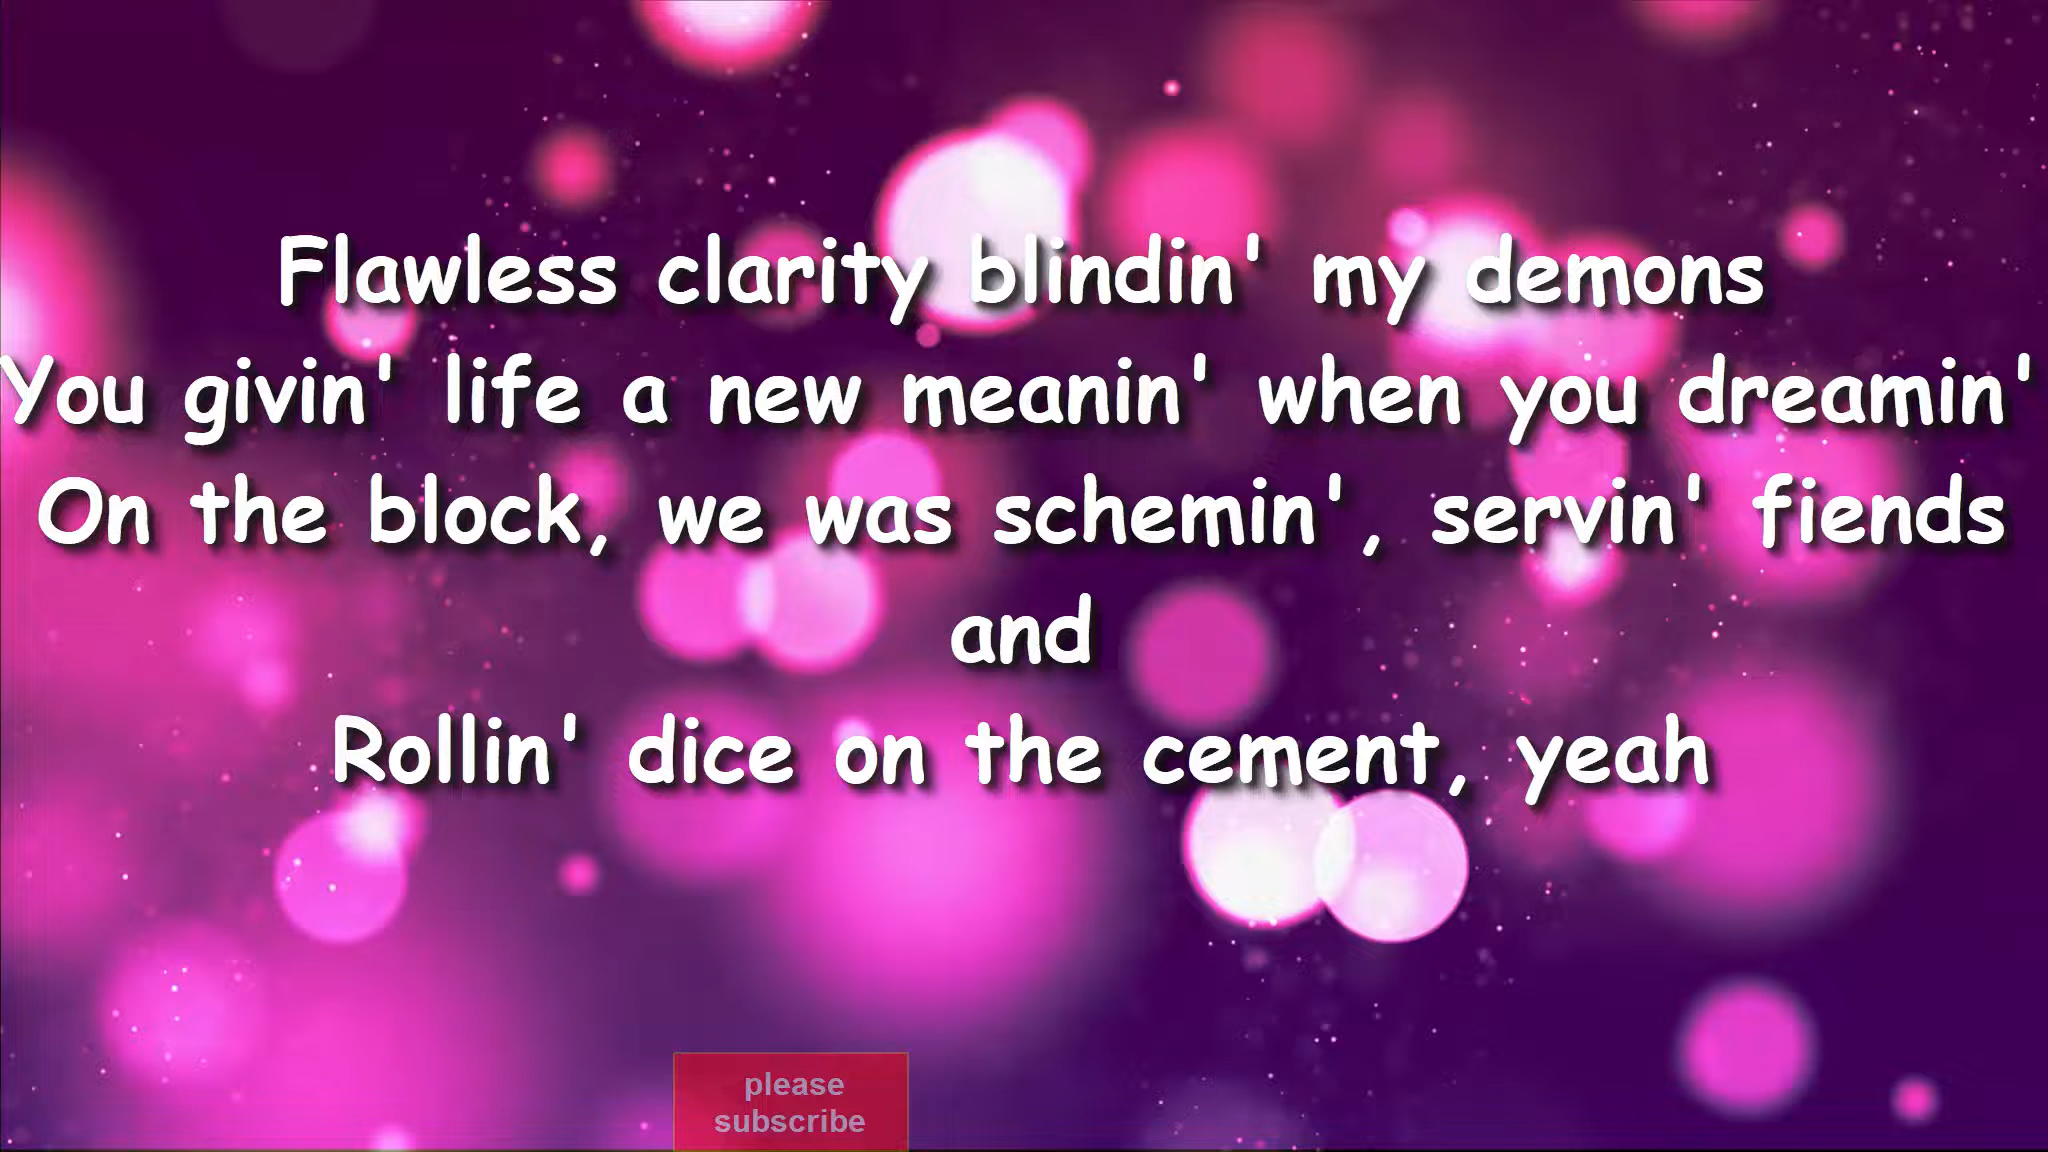 Flawless clarity blindin' my demons
You givin' life a new meanin' when you dreamin'
On the block, we was schemin', servin' fiends
and
Rollin' dice on the cement, yeah
please
subscribe